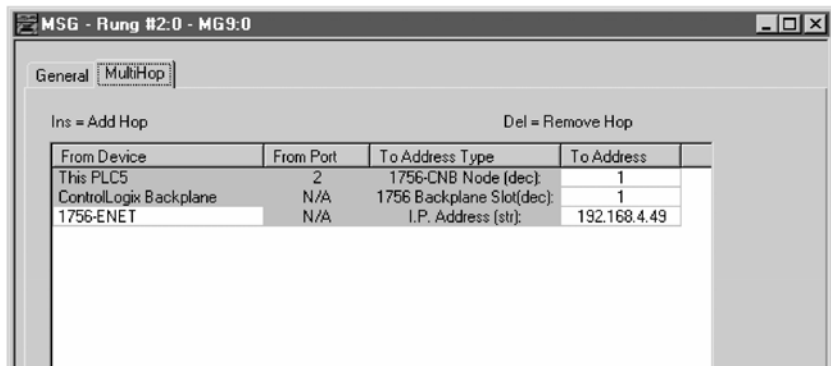 MSG - Rung #2:0 - MG9:0
General MultiHop
Ins = Add Hop Del = Remove Hop
From Device From Port To Address Type To Address
This PLC5 2 1756-CNB Node (dec): 1
ControlLogix Backplane N/A 1756 Backplane Slot(dec): 1
1756-ENET N/A I.P. Address (str): 192.168.4.49